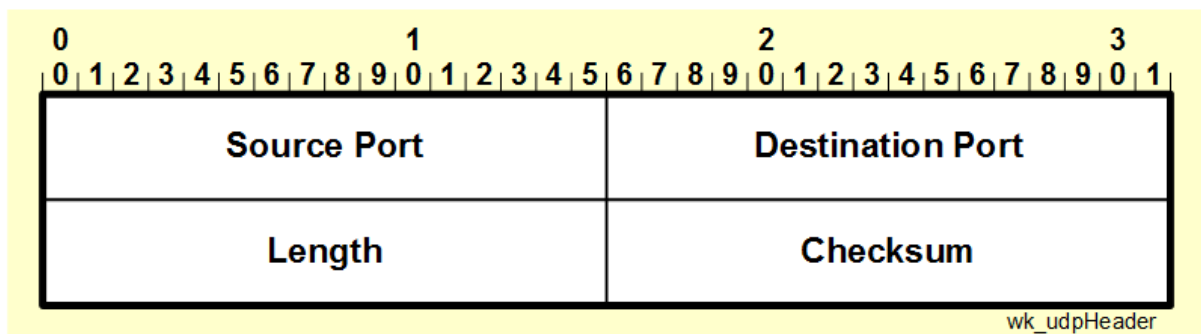 0 1 2 3
0 1 2 3 4 5 6 7 8 9 0 1 2 3 4 5 6 7 8 9 0 1 2 3 4 5 6 7 8 9 0 1
Source Port Destination Port
Length Checksum
wk_udpHeader